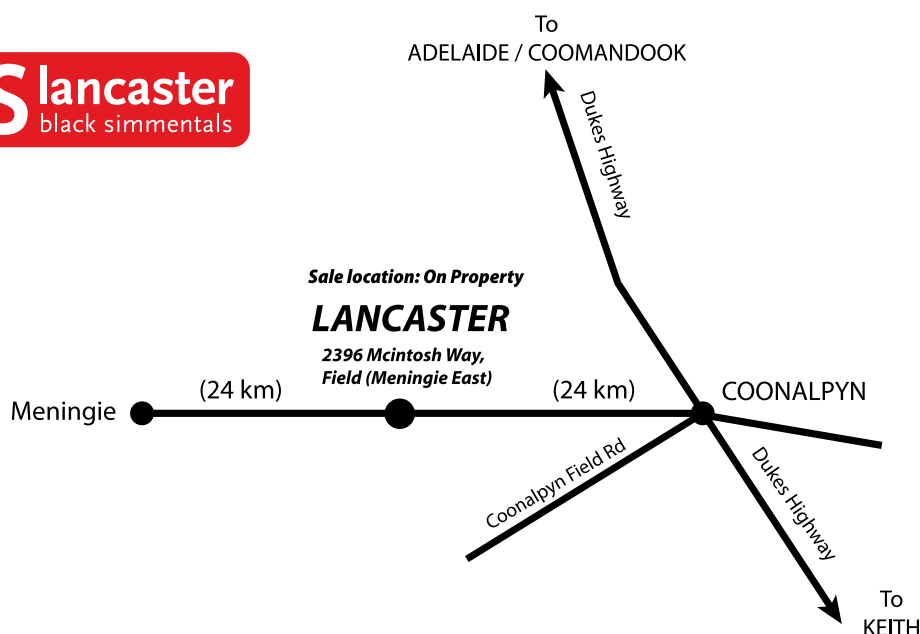 To
ADELAIDE / COOMANDOOK
S lancaster
black simmentals
Dukes Highway
Sale location: On Property
LANCASTER
2396 Mcintosh Way,
Field (Meningie East)
(24 km)
(24 km)
COONALPYN
Meningie
Coonalpyn Field Rd
Dukes Highway
To
KEITH